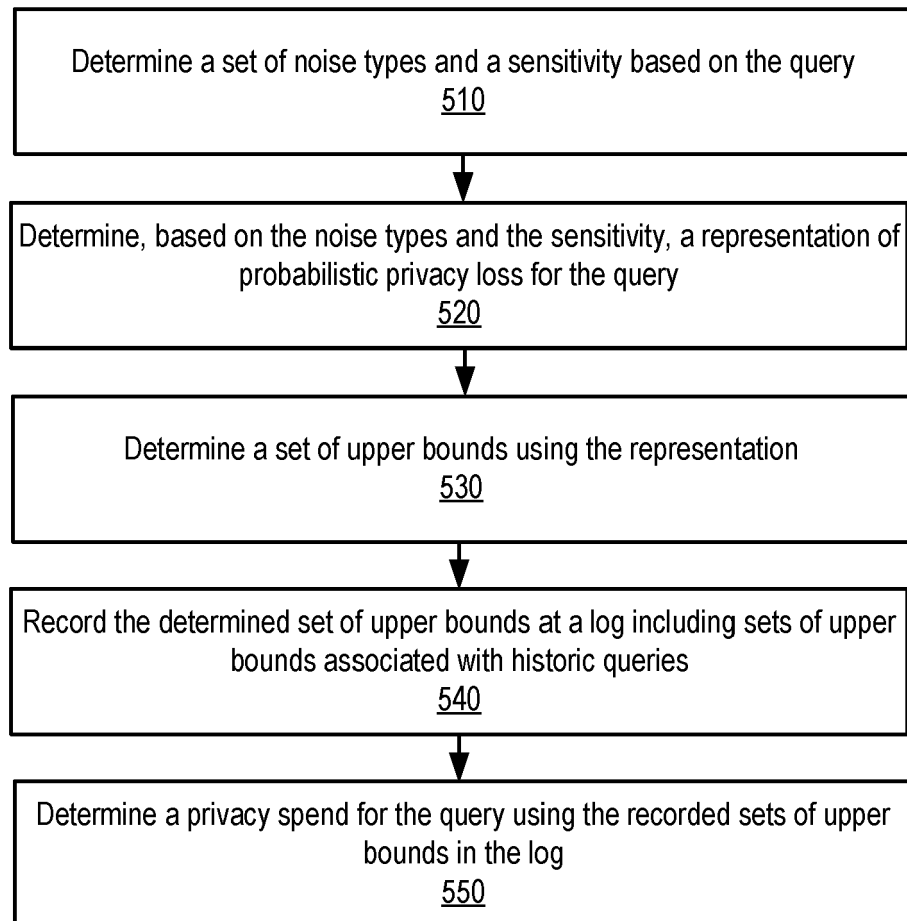 Determine a set of noise types and a sensitivity based on the query
510
Determine, based on the noise types and the sensitivity, a representation of
probabilistic privacy loss for the query
520
Determine a set of upper bounds using the representation
530
Record the determined set of upper bounds at a log including sets of upper
bounds associated with historic queries
540
Determine a privacy spend for the query using the recorded sets of upper
bounds in the log
550